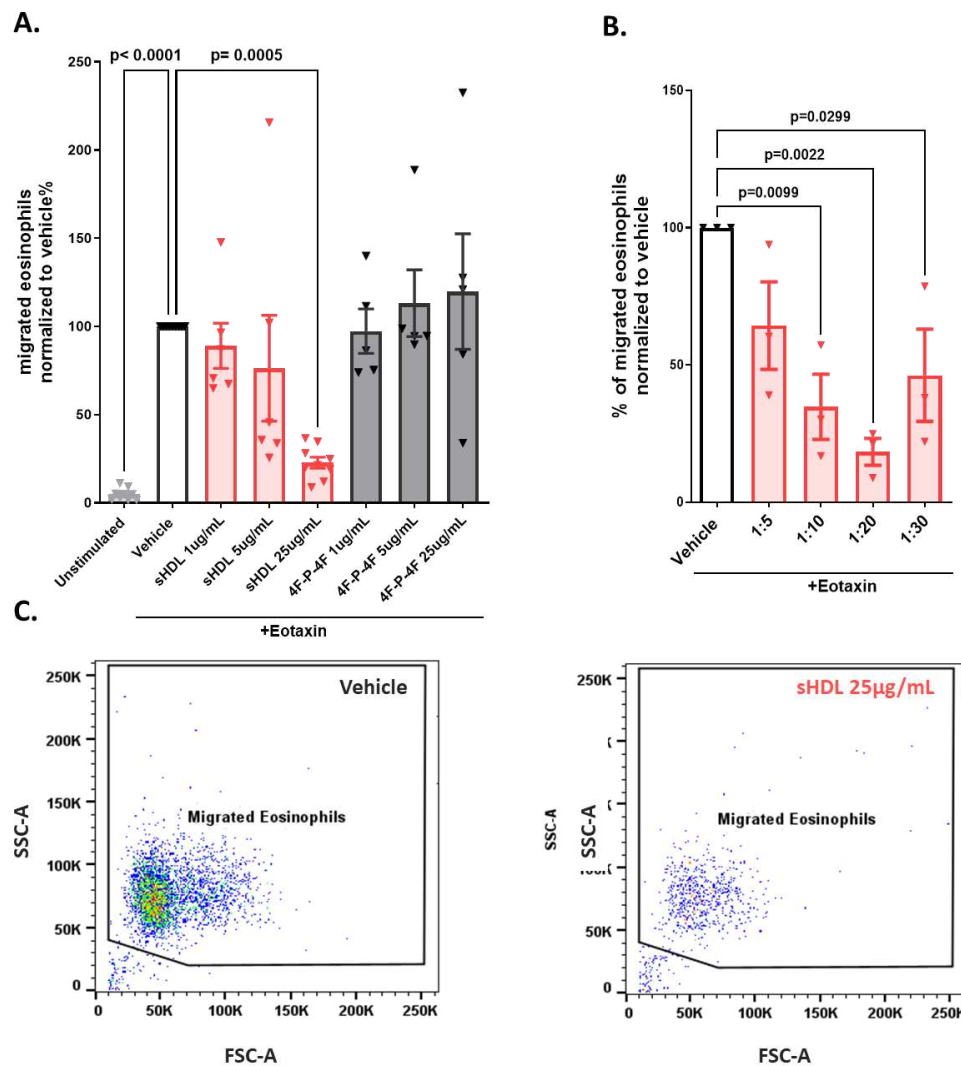 A.
p< 0.0001
p= 0.0005
migrated eosinophils
normalized to vehicle%
250
200
150
100
50
0
Unstimulated
Vehicle
sHDL 1ug/mL
sHDL 5ug/mL
sHDL 25ug/mL
4F-P-4F 1ug/mL
4F-P-4F 5ug/mL
4F-P-4F 25ug/mL
+Eotaxin
B.
% of migrated eosinophils
normalized to vehicle
150
100
50
0
p=0.0299
p=0.0022
p=0.0099
Vehicle
1:5
1:10
1:20
1:30
+Eotaxin
C.
SSC-A
250K
200K
150K
100K
50K
0
Vehicle
Migrated Eosinophils
0 50K 100K 150K 200K 250K
FSC-A
SSC-A
SSC-A
250K
K
K
50K
0
sHDL 25µg/mL
Migrated Eosinophils
0 50K 100K 150K 200K 250K
FSC-A